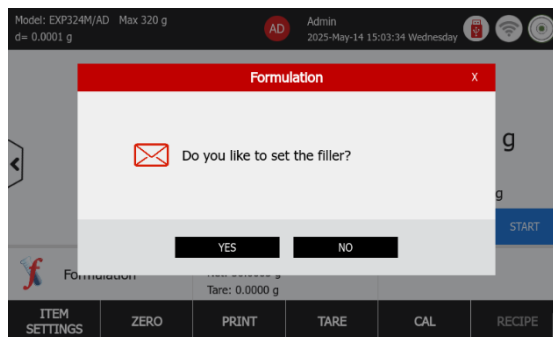 Model: EXP324M/AD Max 320 g
d= 0.0001 g
AD
Admin
2025-May-14 15:03:34 Wednesday
Formulation
X
Do you like to set the filler?
YES
NO
g
g
START
Formulation
Tare: 0.0000 g
ITEM SETTINGS
ZERO
PRINT
TARE
CAL
RECIPE